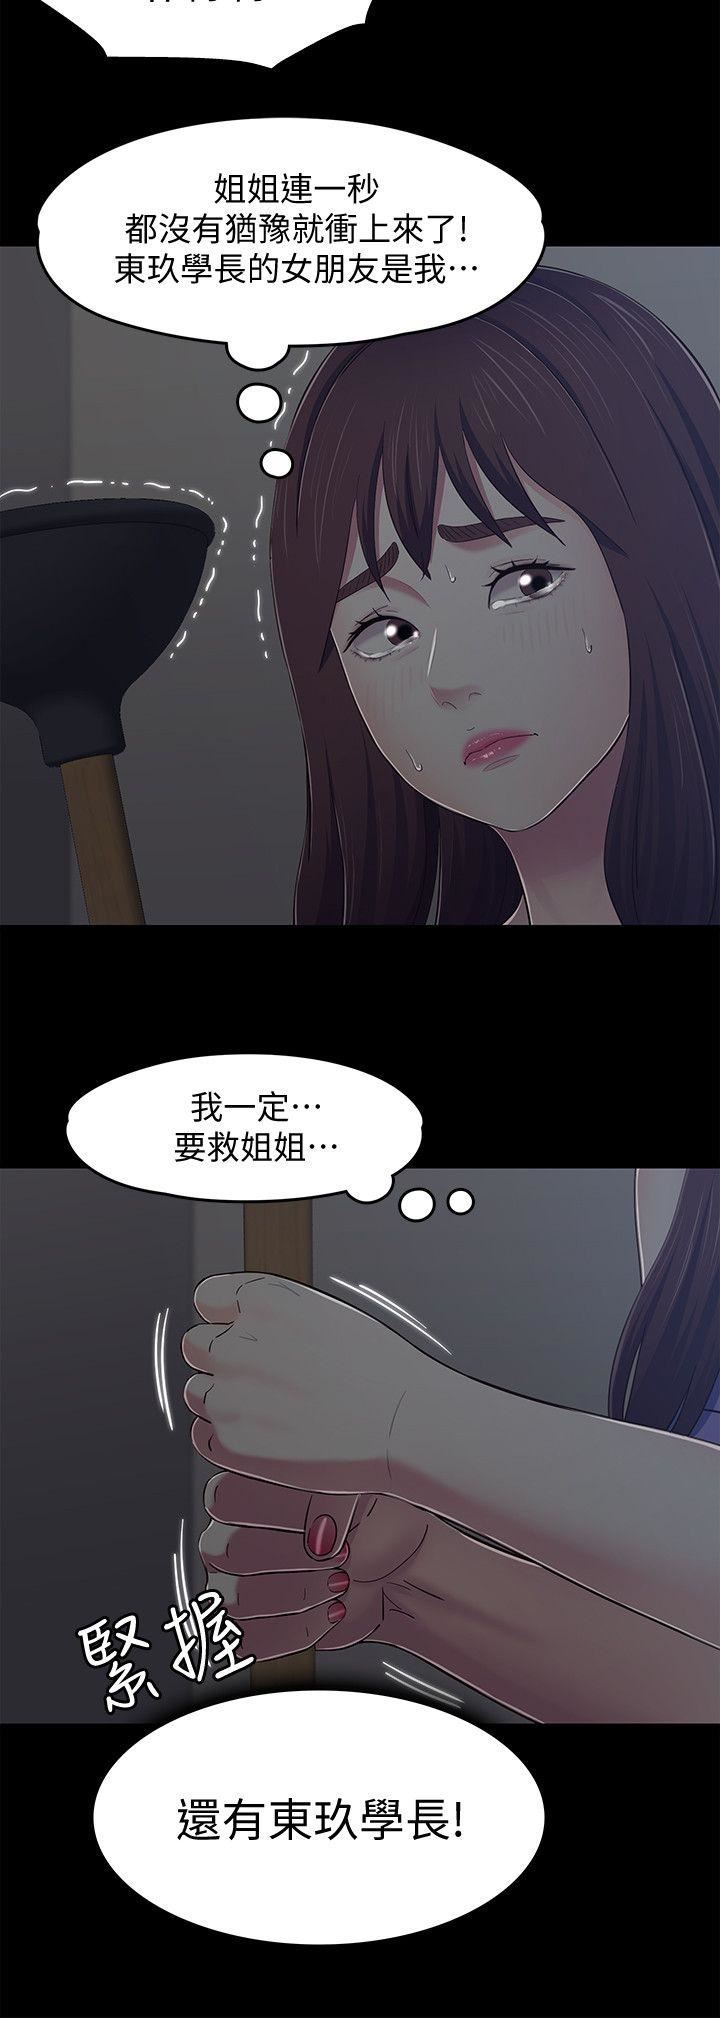 姐姐連一秒
都沒有猶豫就衝上來了!
東玖學長的女朋友是我…
我一定…
要救姐姐…
緊握
還有東玖學長!